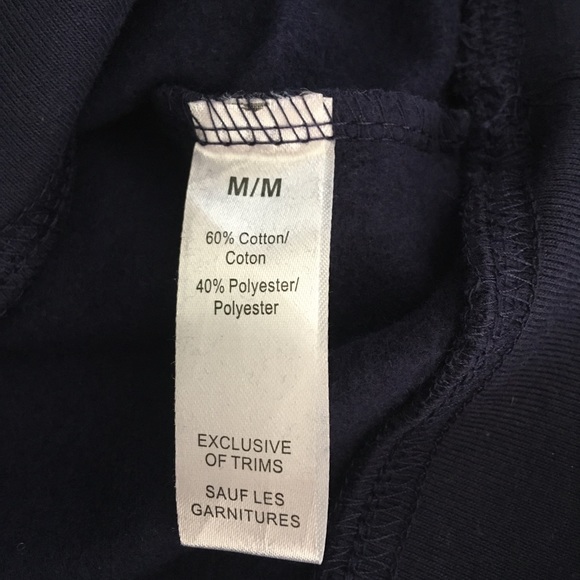 M/M
60% Cotton/
Coton
40% Polyester/
Polyester
EXCLUSIVE
OF TRIMS
SAUF LES
GARNITURES